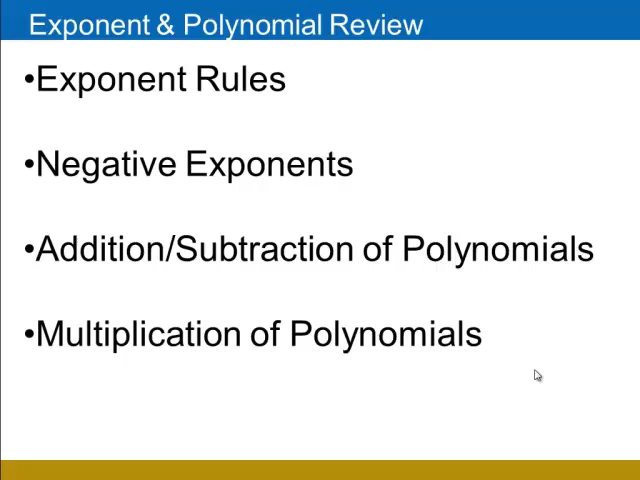 Exponent & Polynomial Review
•Exponent Rules
•Negative Exponents
•Addition/Subtraction of Polynomials
•Multiplication of Polynomials